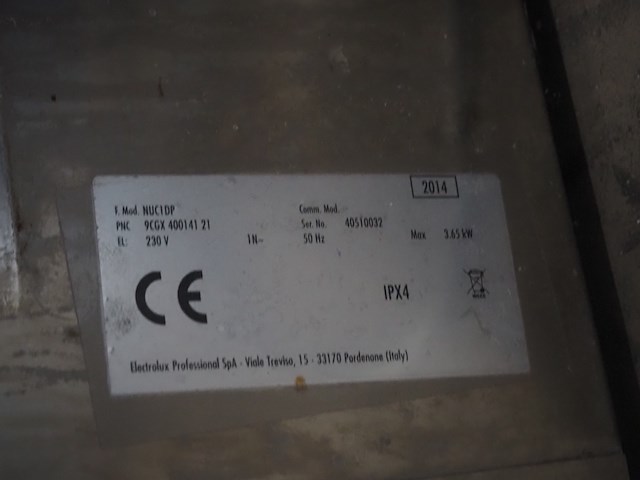 2014
F. Mod. NUC1DP Comm. Mod.
PNC 9CGX 400141 21 Ser. No. 40510032
EL: 230 V 1N~ 50 Hz Max 3.65 kW
CE IPX4
Electrolux Professional SpA - Viale Treviso, 15 - 33170 Pordenone (Italy)